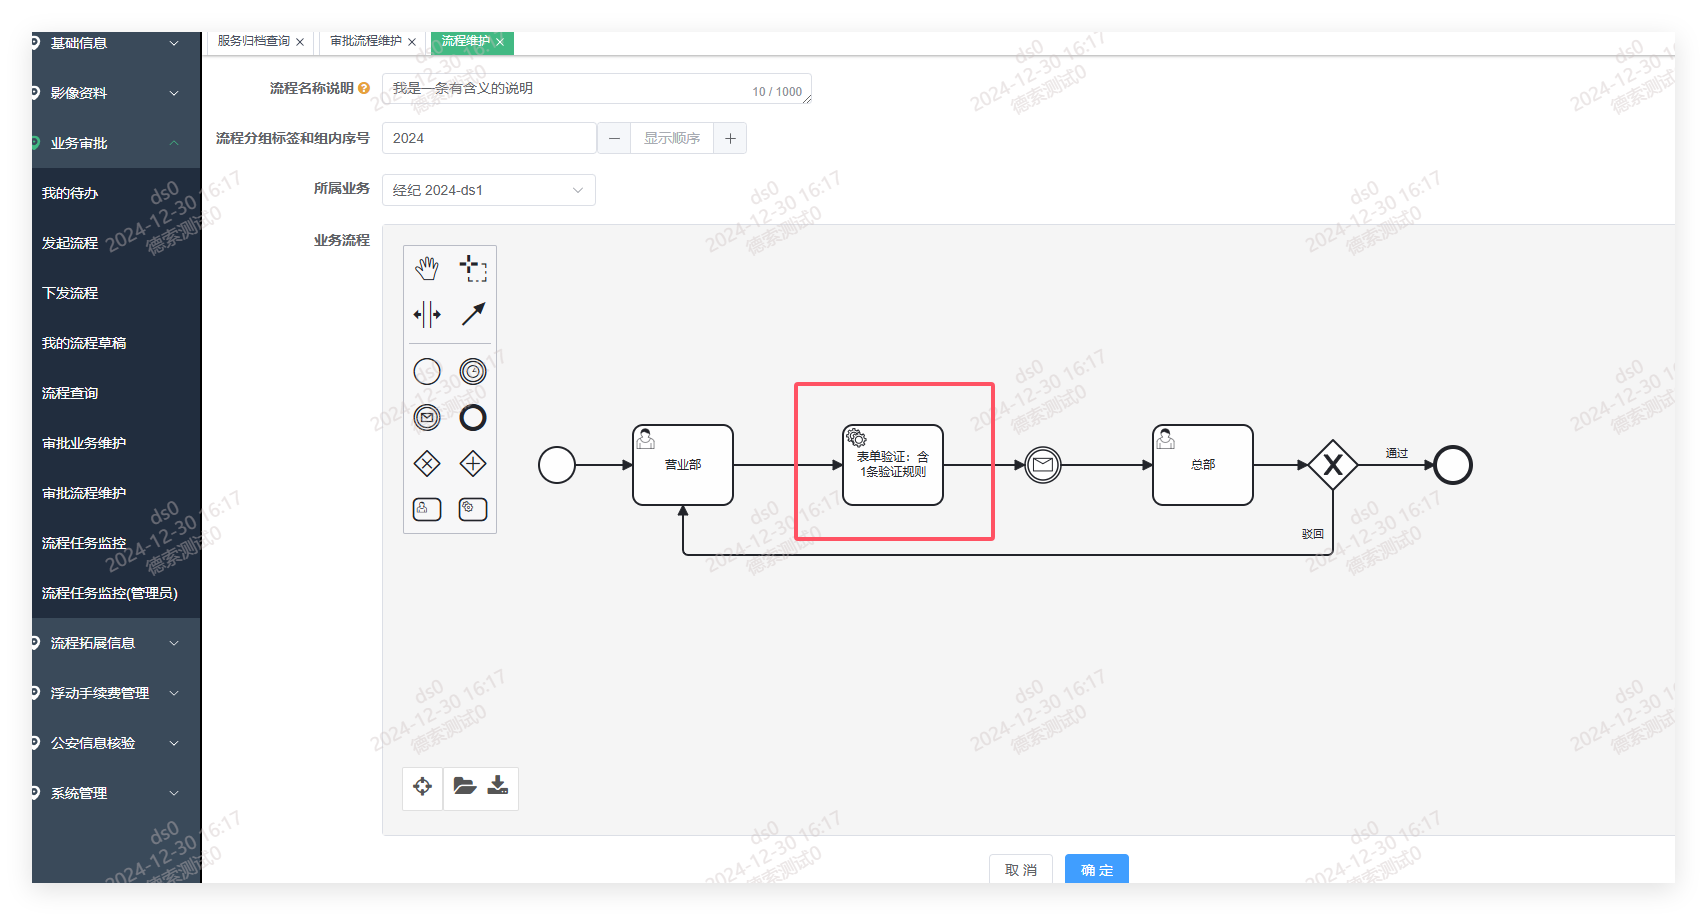 基础信息
影像资料
业务审批
我的待办
发起流程
下发流程
我的流程草稿
流程查询
审批业务维护
审批流程维护
流程任务监控
流程任务监控(管理员)
流程拓展信息
浮动手续费管理
公安信息核验
系统管理
服务归档查询 ×
审批流程维护 ×
流程维护 ×
流程名称说明 ?
我是一条有含义的说明
10 / 1000
流程分组标签和组内序号
2024
— 显示顺序 +
所属业务
经纪 2024-ds1
业务流程
营业部
表单验证：含
1条验证规则
总部
通过
驳回
取 消
确 定
ds0
2024-12-30 16:17
德索测试0